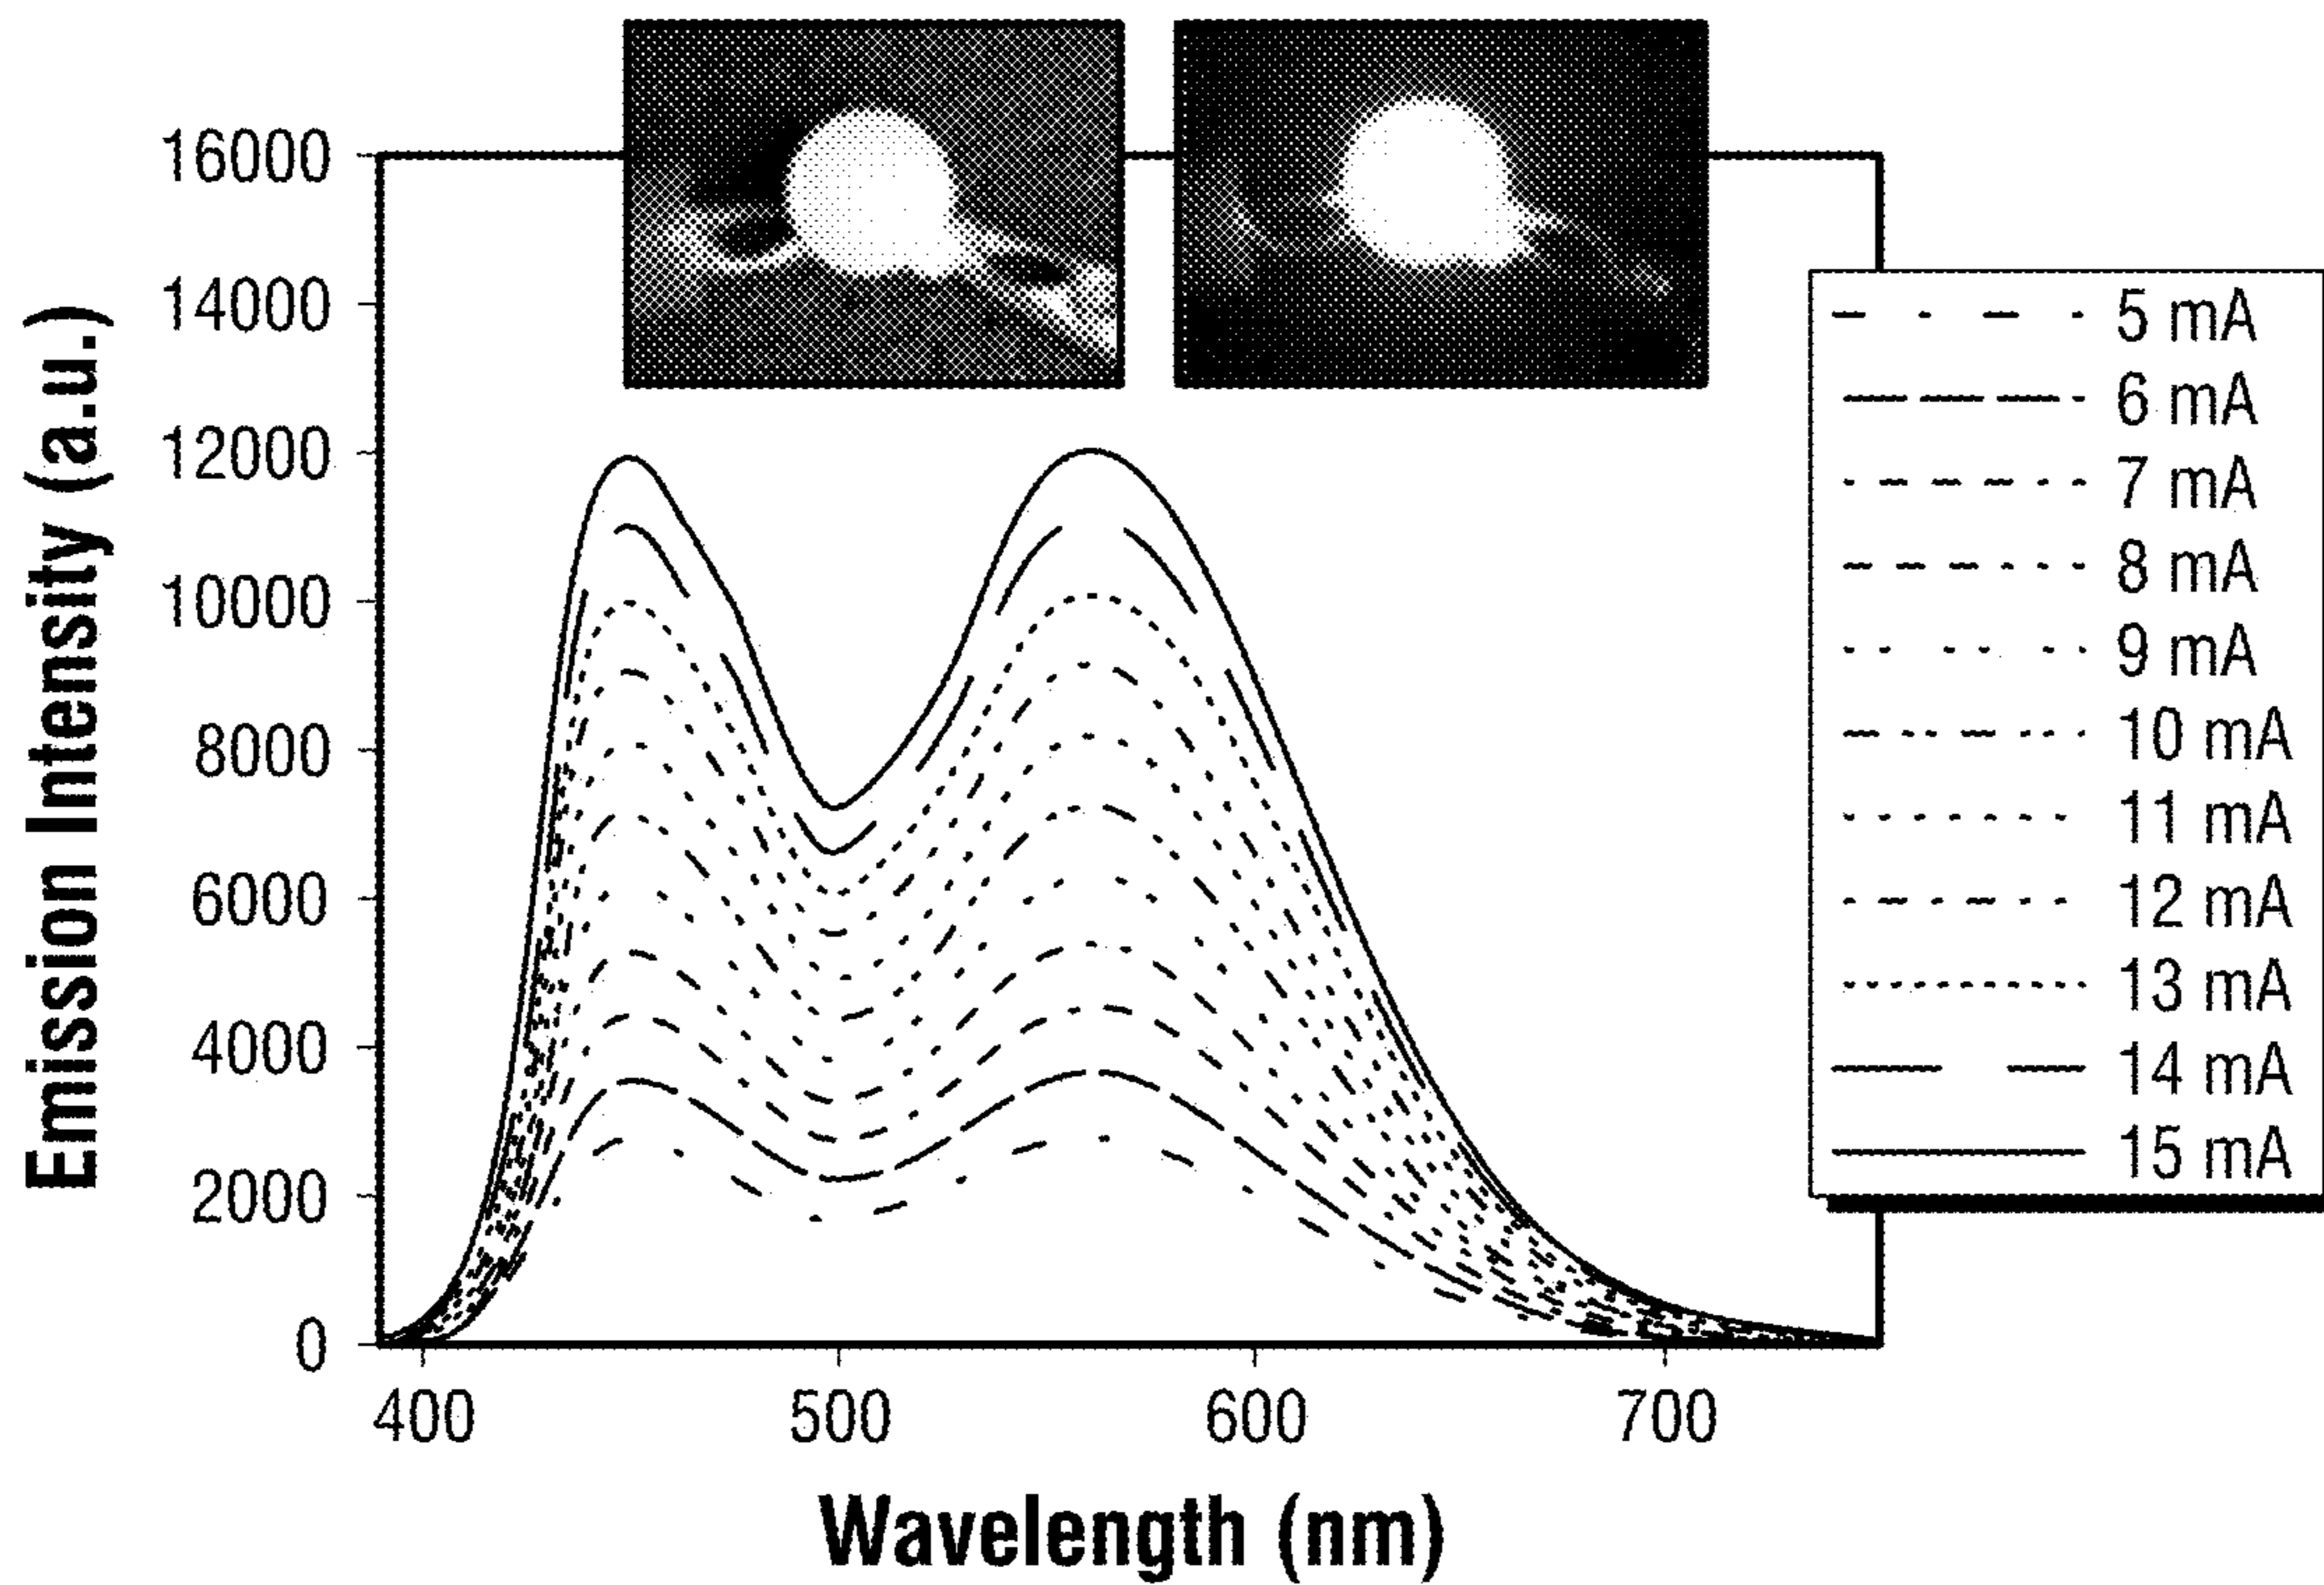 Emission Intensity (a.u.)
16000
14000
12000
10000
8000
6000
4000
2000
0
400 500 600 700
Wavelength (nm)
5 mA
6 mA
7 mA
8 mA
9 mA
10 mA
11 mA
12 mA
13 mA
14 mA
15 mA